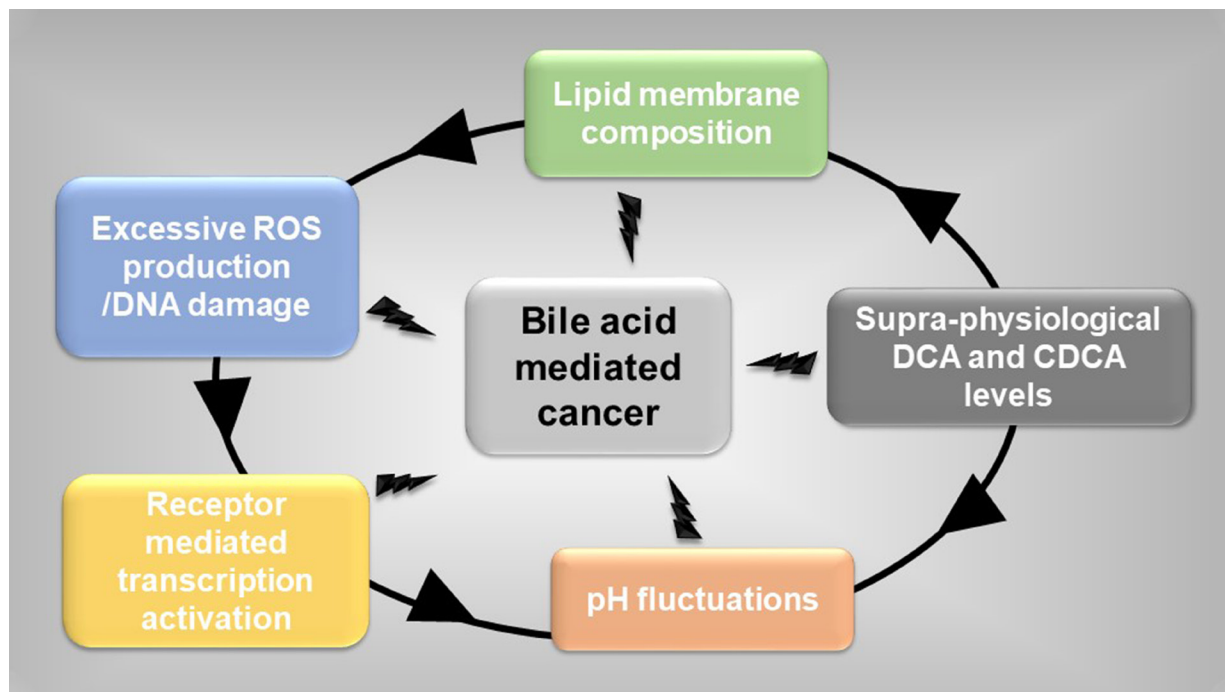 Lipid membrane
composition
Excessive ROS
production
/DNA damage
Bile acid
mediated
cancer
Supra-physiological
DCA and CDCA
levels
Receptor
mediated
transcription
activation
pH fluctuations